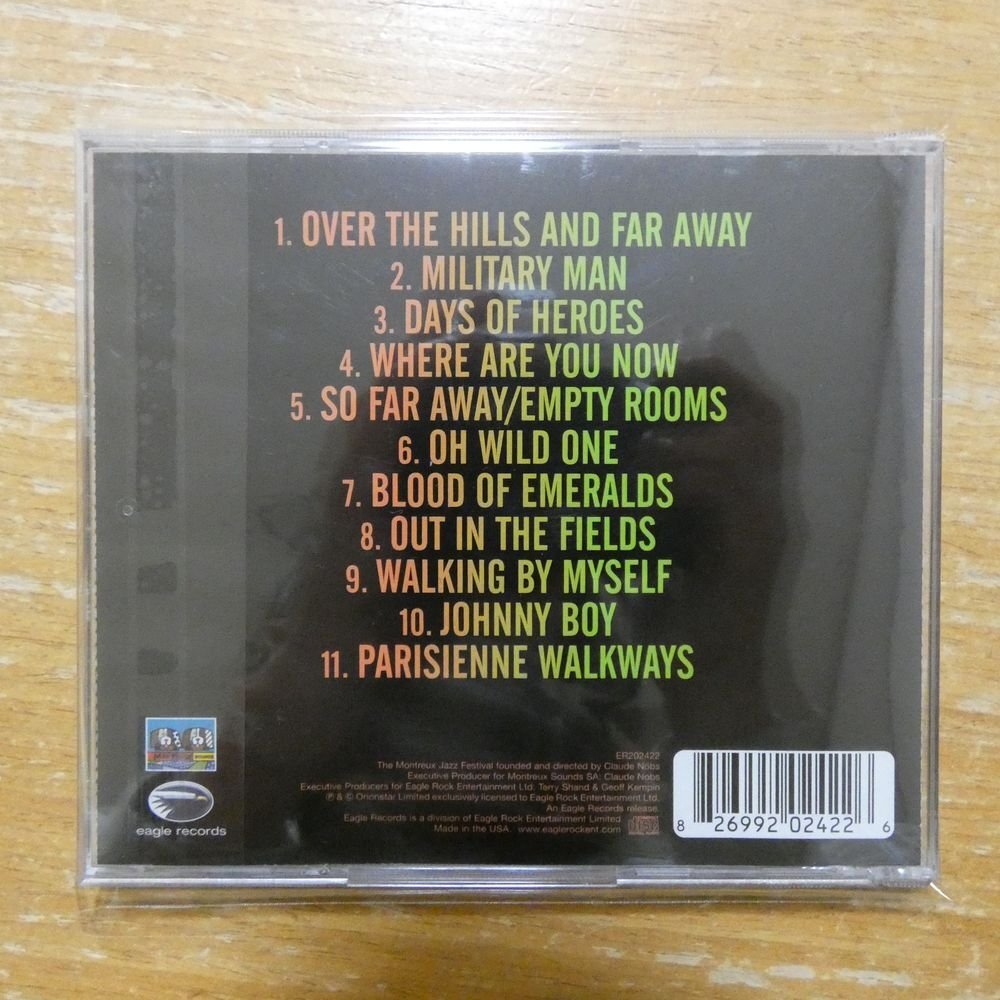 1. OVER THE HILLS AND FAR AWAY
2. MILITARY MAN
3. DAYS OF HEROES
4. WHERE ARE YOU NOW
5. SO FAR AWAY/EMPTY ROOMS
6. OH WILD ONE
7. BLOOD OF EMERALDS
8. OUT IN THE FIELDS
9. WALKING BY MYSELF
10. JOHNNY BOY
11. PARISIENNE WALKWAYS
eagle records
ER202422
The Montreux Jazz Festival founded and directed by Claude Nobs
Executive Producer for Montreux Sounds SA: Claude Nobs
Executive Producers for Eagle Rock Entertainment Ltd. Terry Shand & Geoff Kempin
℗ & © Orionstar Limited exclusively licensed to Eagle Rock Entertainment Ltd.
An Eagle Records release.
Eagle Records is a division of Eagle Rock Entertainment Limited
Made in the USA. www.eaglerockent.com
8 26992 02422 6